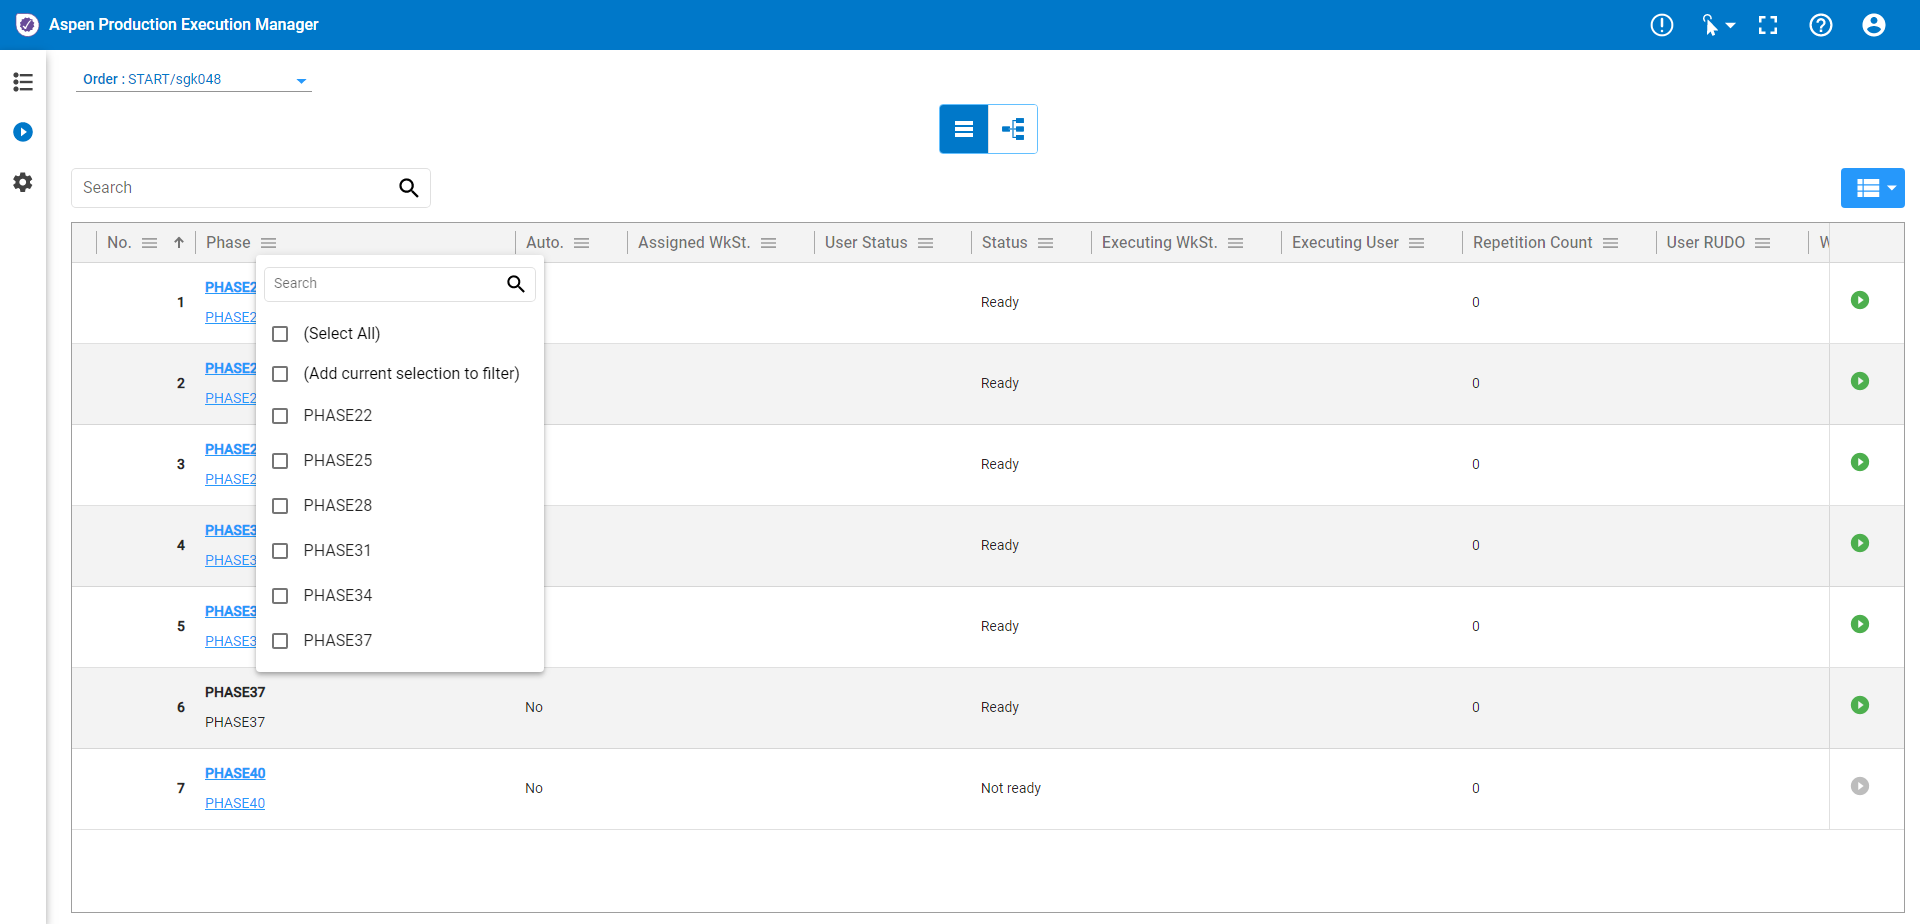 Aspen Production Execution Manager
Order : START/sgk048
Search
No. Phase Auto. Assigned WkSt. User Status Status Executing WkSt. Executing User Repetition Count User RUDO
Search
(Select All)
(Add current selection to filter)
PHASE22
PHASE25
PHASE28
PHASE31
PHASE34
PHASE37
PHASE2
1 Ready 0
PHASE2
PHASE2
2 Ready 0
PHASE2
PHASE2
3 Ready 0
PHASE2
PHASE3
4 Ready 0
PHASE3
PHASE3
5 Ready 0
PHASE3
PHASE37
6 No Ready 0
PHASE37
PHASE40
7 No Not ready 0
PHASE40